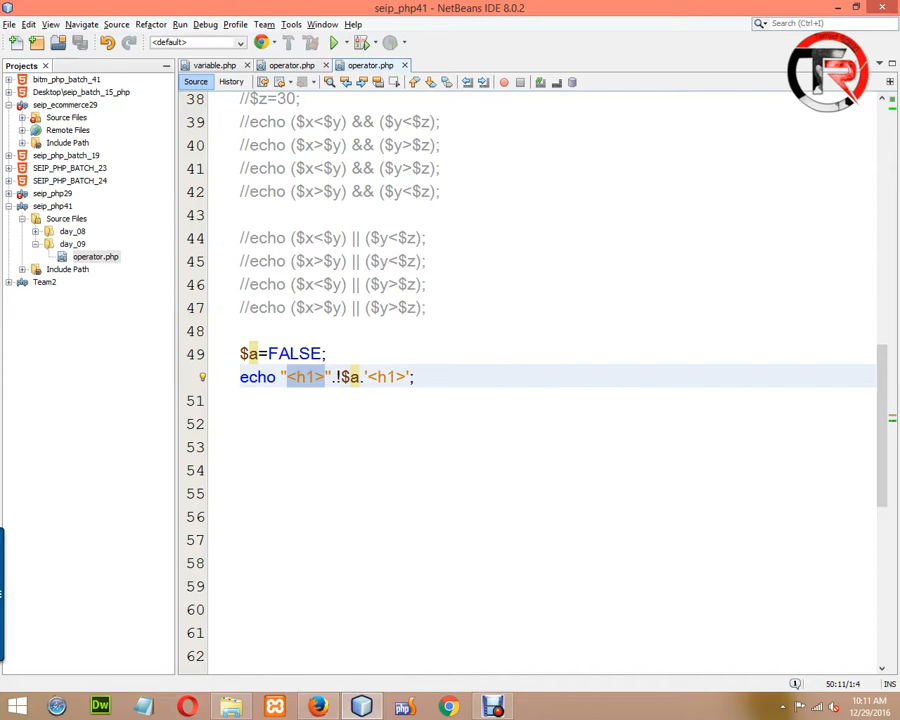 seip_php41 - NetBeans IDE 8.0.2
File Edit View Navigate Source Refactor Run Debug Profile Team Tools Window Help
Search (Ctrl+I)
<default>
Projects
variable.php operator.php operator.php
Source History
bitm_php_batch_41
Desktop\seip_batch_15_php
seip_ecommerce29
Source Files
Remote Files
Include Path
seip_php_batch_19
SEIP_PHP_BATCH_23
SEIP_PHP_BATCH_24
seip_php29
seip_php41
Source Files
day_08
day_09
operator.php
Include Path
Team2
38 //$z=30;
39 //echo ($x<$y) && ($y<$z);
40 //echo ($x>$y) && ($y<$z);
41 //echo ($x<$y) && ($y>$z);
42 //echo ($x>$y) && ($y<$z);
43
44 //echo ($x<$y) || ($y<$z);
45 //echo ($x>$y) || ($y<$z);
46 //echo ($x<$y) || ($y>$z);
47 //echo ($x>$y) || ($y>$z);
48
49 $a=FALSE;
echo "<h1>".!$a.'<h1>';
51
52
53
54
55
56
57
58
59
60
61
62
50:11/1:4 INS
10:11 AM
12/29/2016